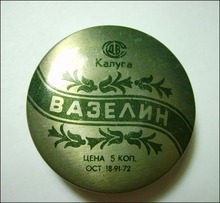 Калуга
ВАЗЕЛИН
ЦЕНА 5 КОП.
ОСТ 18-91-72